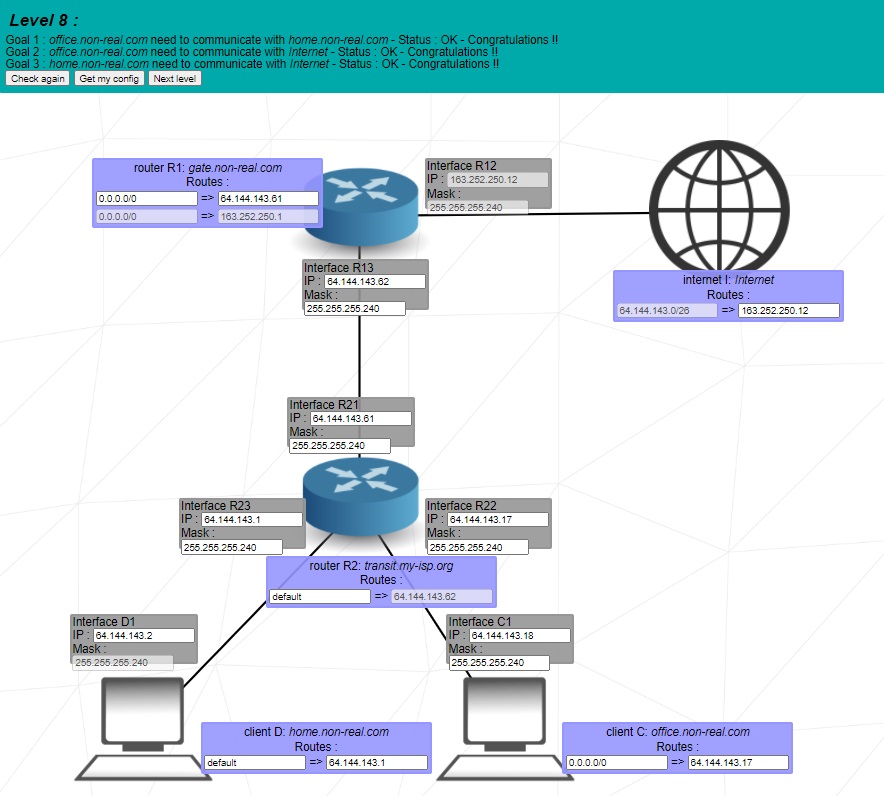 Level 8 :
Goal 1 : office.non-real.com need to communicate with home.non-real.com - Status : OK - Congratulations !!
Goal 2 : office.non-real.com need to communicate with Internet - Status : OK - Congratulations !!
Goal 3 : home.non-real.com need to communicate with Internet - Status : OK - Congratulations !!
Check again Get my config Next level
router R1: gate.non-real.com
Routes :
0.0.0.0/0 => 64.144.143.61
0.0.0.0/0 => 163.252.250.1
Interface R12
IP : 163.252.250.12
Mask :
255.255.255.240
Interface R13
IP : 64.144.143.62
Mask :
255.255.255.240
internet I: Internet
Routes :
64.144.143.0/26 => 163.252.250.12
Interface R21
IP : 64.144.143.61
Mask :
255.255.255.240
Interface R23
IP : 64.144.143.1
Mask :
255.255.255.240
Interface R22
IP : 64.144.143.17
Mask :
255.255.255.240
router R2: transit.my-isp.org
Routes :
default => 64.144.143.62
Interface D1
IP : 64.144.143.2
Mask :
255.255.255.240
Interface C1
IP : 64.144.143.18
Mask :
255.255.255.240
client D: home.non-real.com
Routes :
default => 64.144.143.1
client C: office.non-real.com
Routes :
0.0.0.0/0 => 64.144.143.17